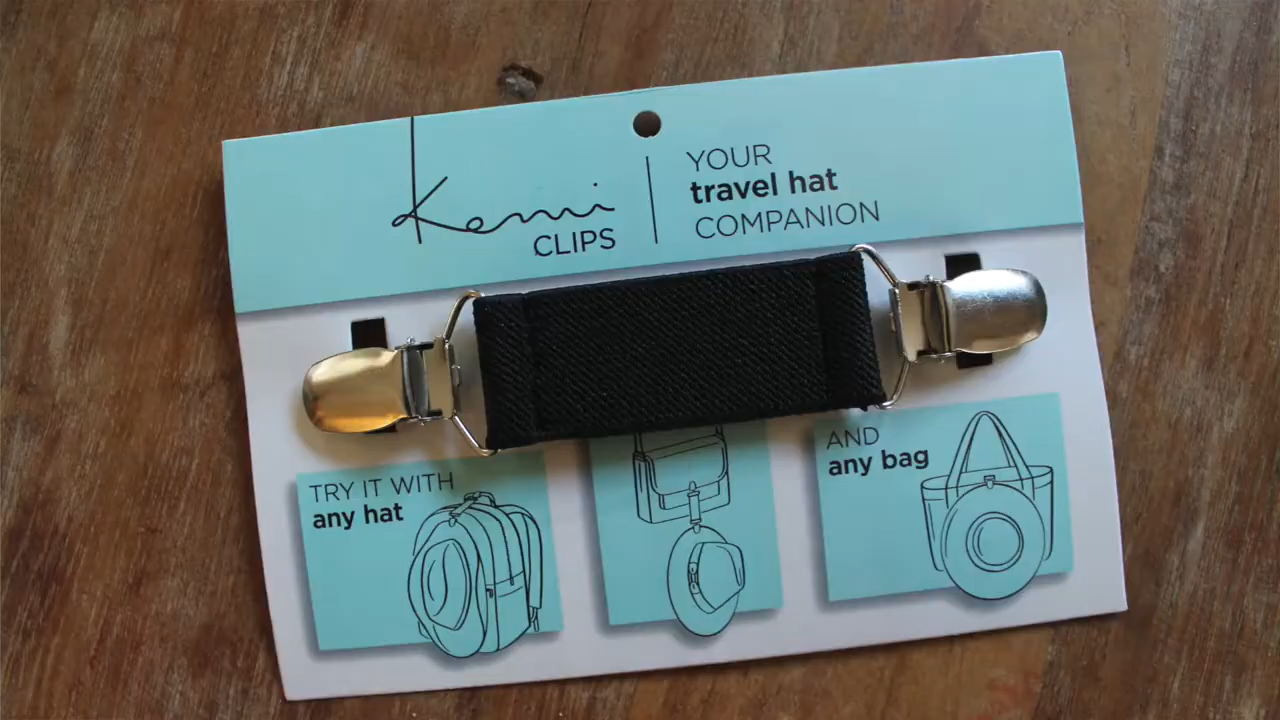 Kemi
CLIPS
YOUR
travel hat
COMPANION
TRY IT WITH
any hat
AND
any bag